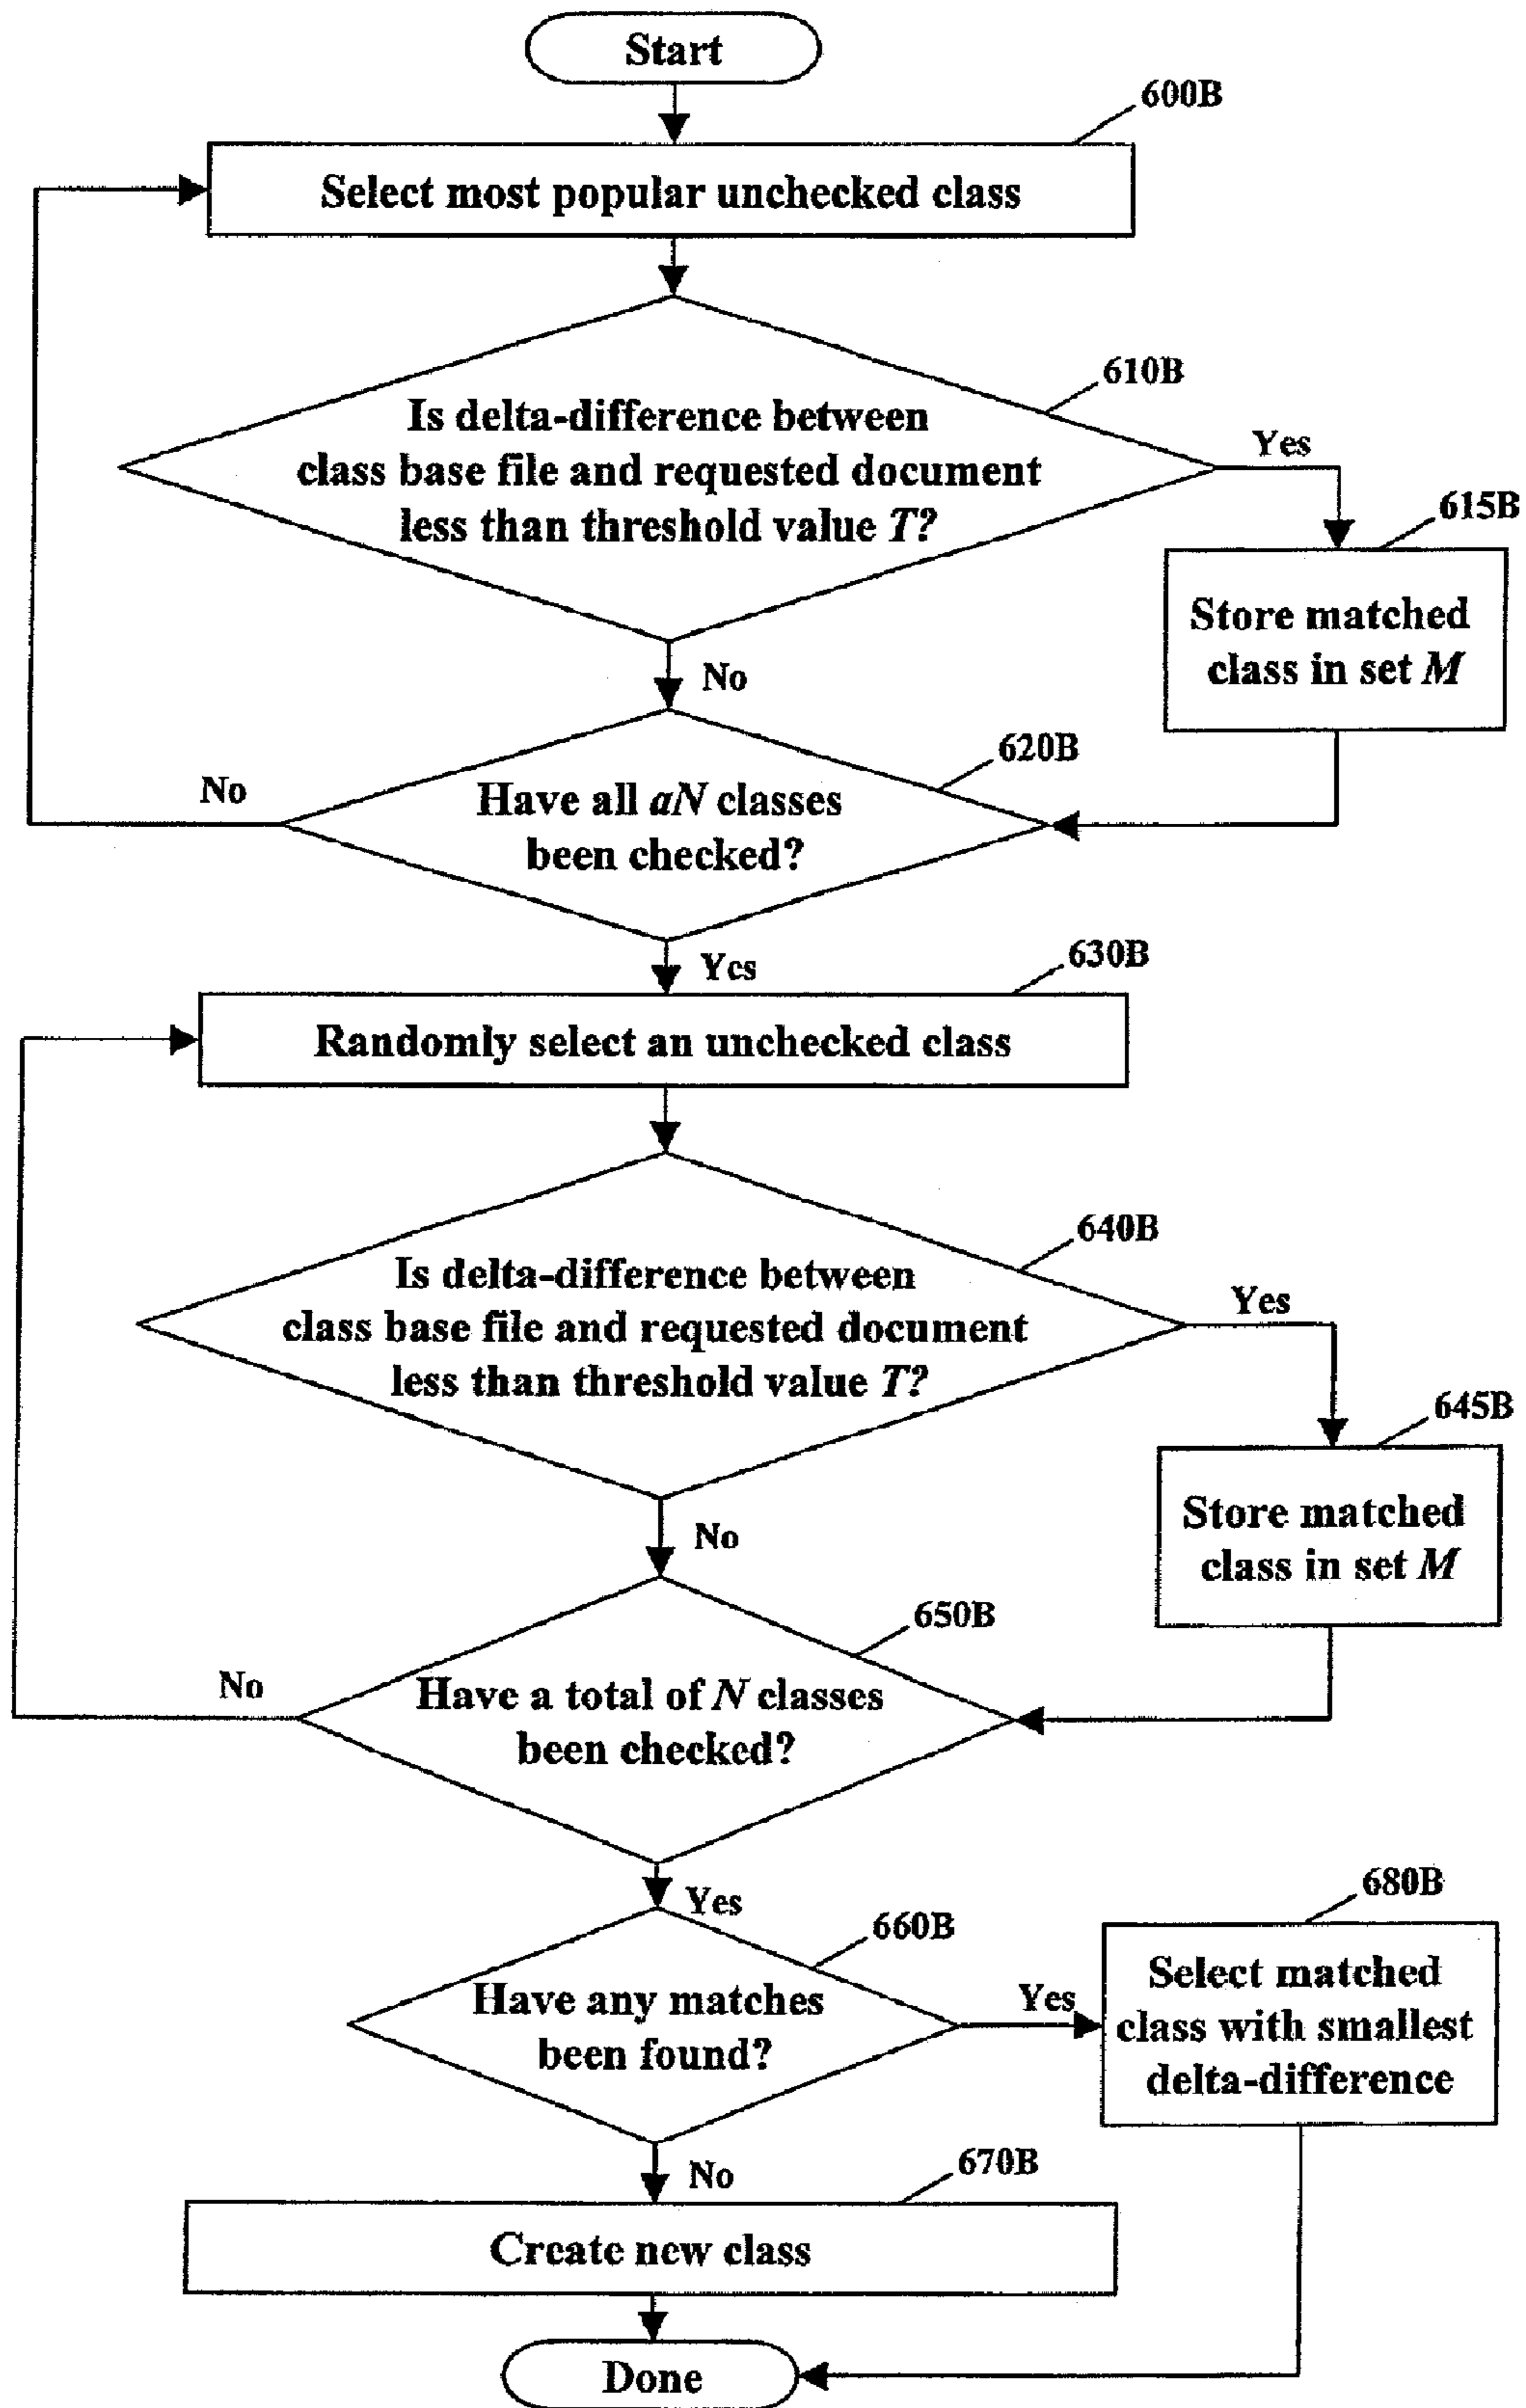 Start
600B
Select most popular unchecked class
610B
Is delta-difference between
class base file and requested document
less than threshold value T?
Yes
615B
Store matched
class in set M
No
620B
Have all aN classes
been checked?
No
Yes
630B
Randomly select an unchecked class
640B
Is delta-difference between
class base file and requested document
less than threshold value T?
Yes
645B
Store matched
class in set M
No
650B
Have a total of N classes
been checked?
No
Yes
660B
Have any matches
been found?
Yes
680B
Select matched
class with smallest
delta-difference
No
670B
Create new class
Done